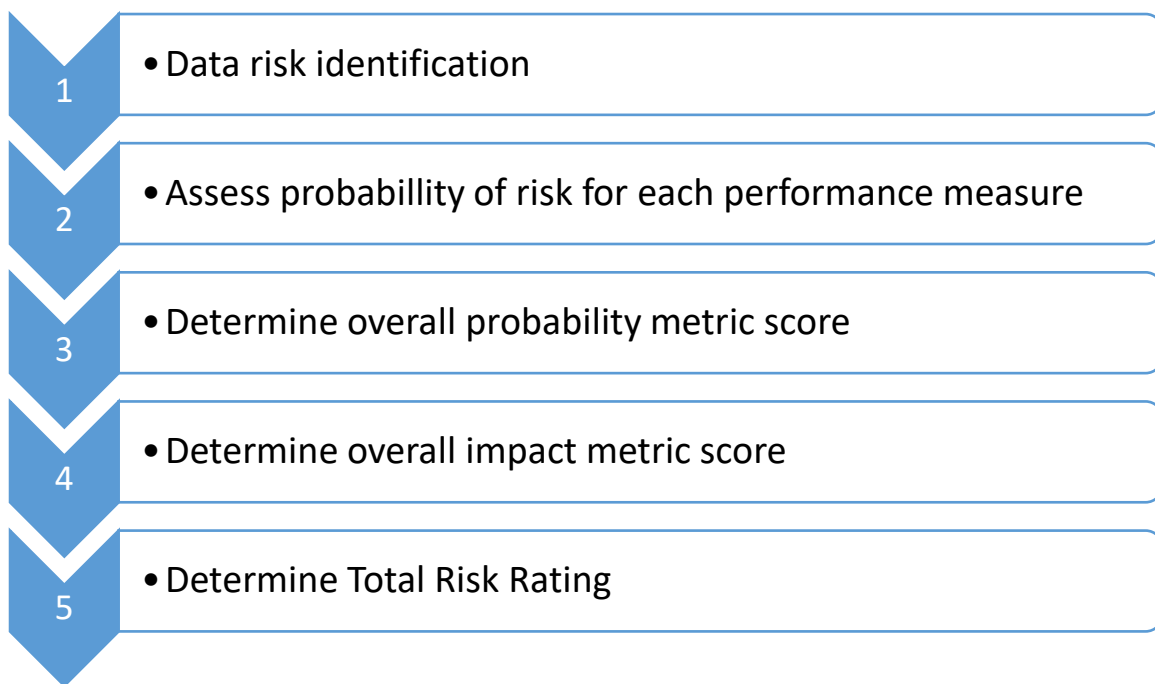 1
• Data risk identification
2
• Assess probabillity of risk for each performance measure
3
• Determine overall probability metric score
4
• Determine overall impact metric score
5
• Determine Total Risk Rating